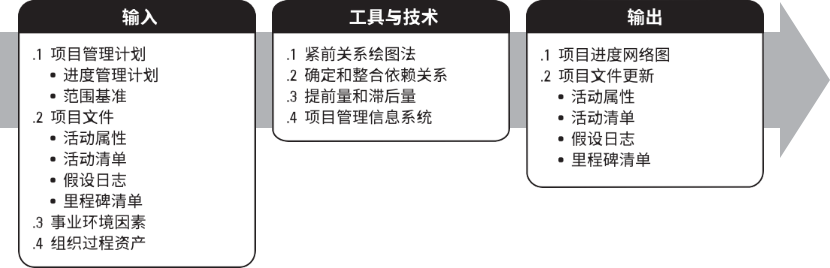 输入
.1 项目管理计划
• 进度管理计划
• 范围基准
.2 项目文件
• 活动属性
• 活动清单
• 假设日志
• 里程碑清单
.3 事业环境因素
.4 组织过程资产
工具与技术
.1 紧前关系绘图法
.2 确定和整合依赖关系
.3 提前量和滞后量
.4 项目管理信息系统
输出
.1 项目进度网络图
.2 项目文件更新
• 活动属性
• 活动清单
• 假设日志
• 里程碑清单